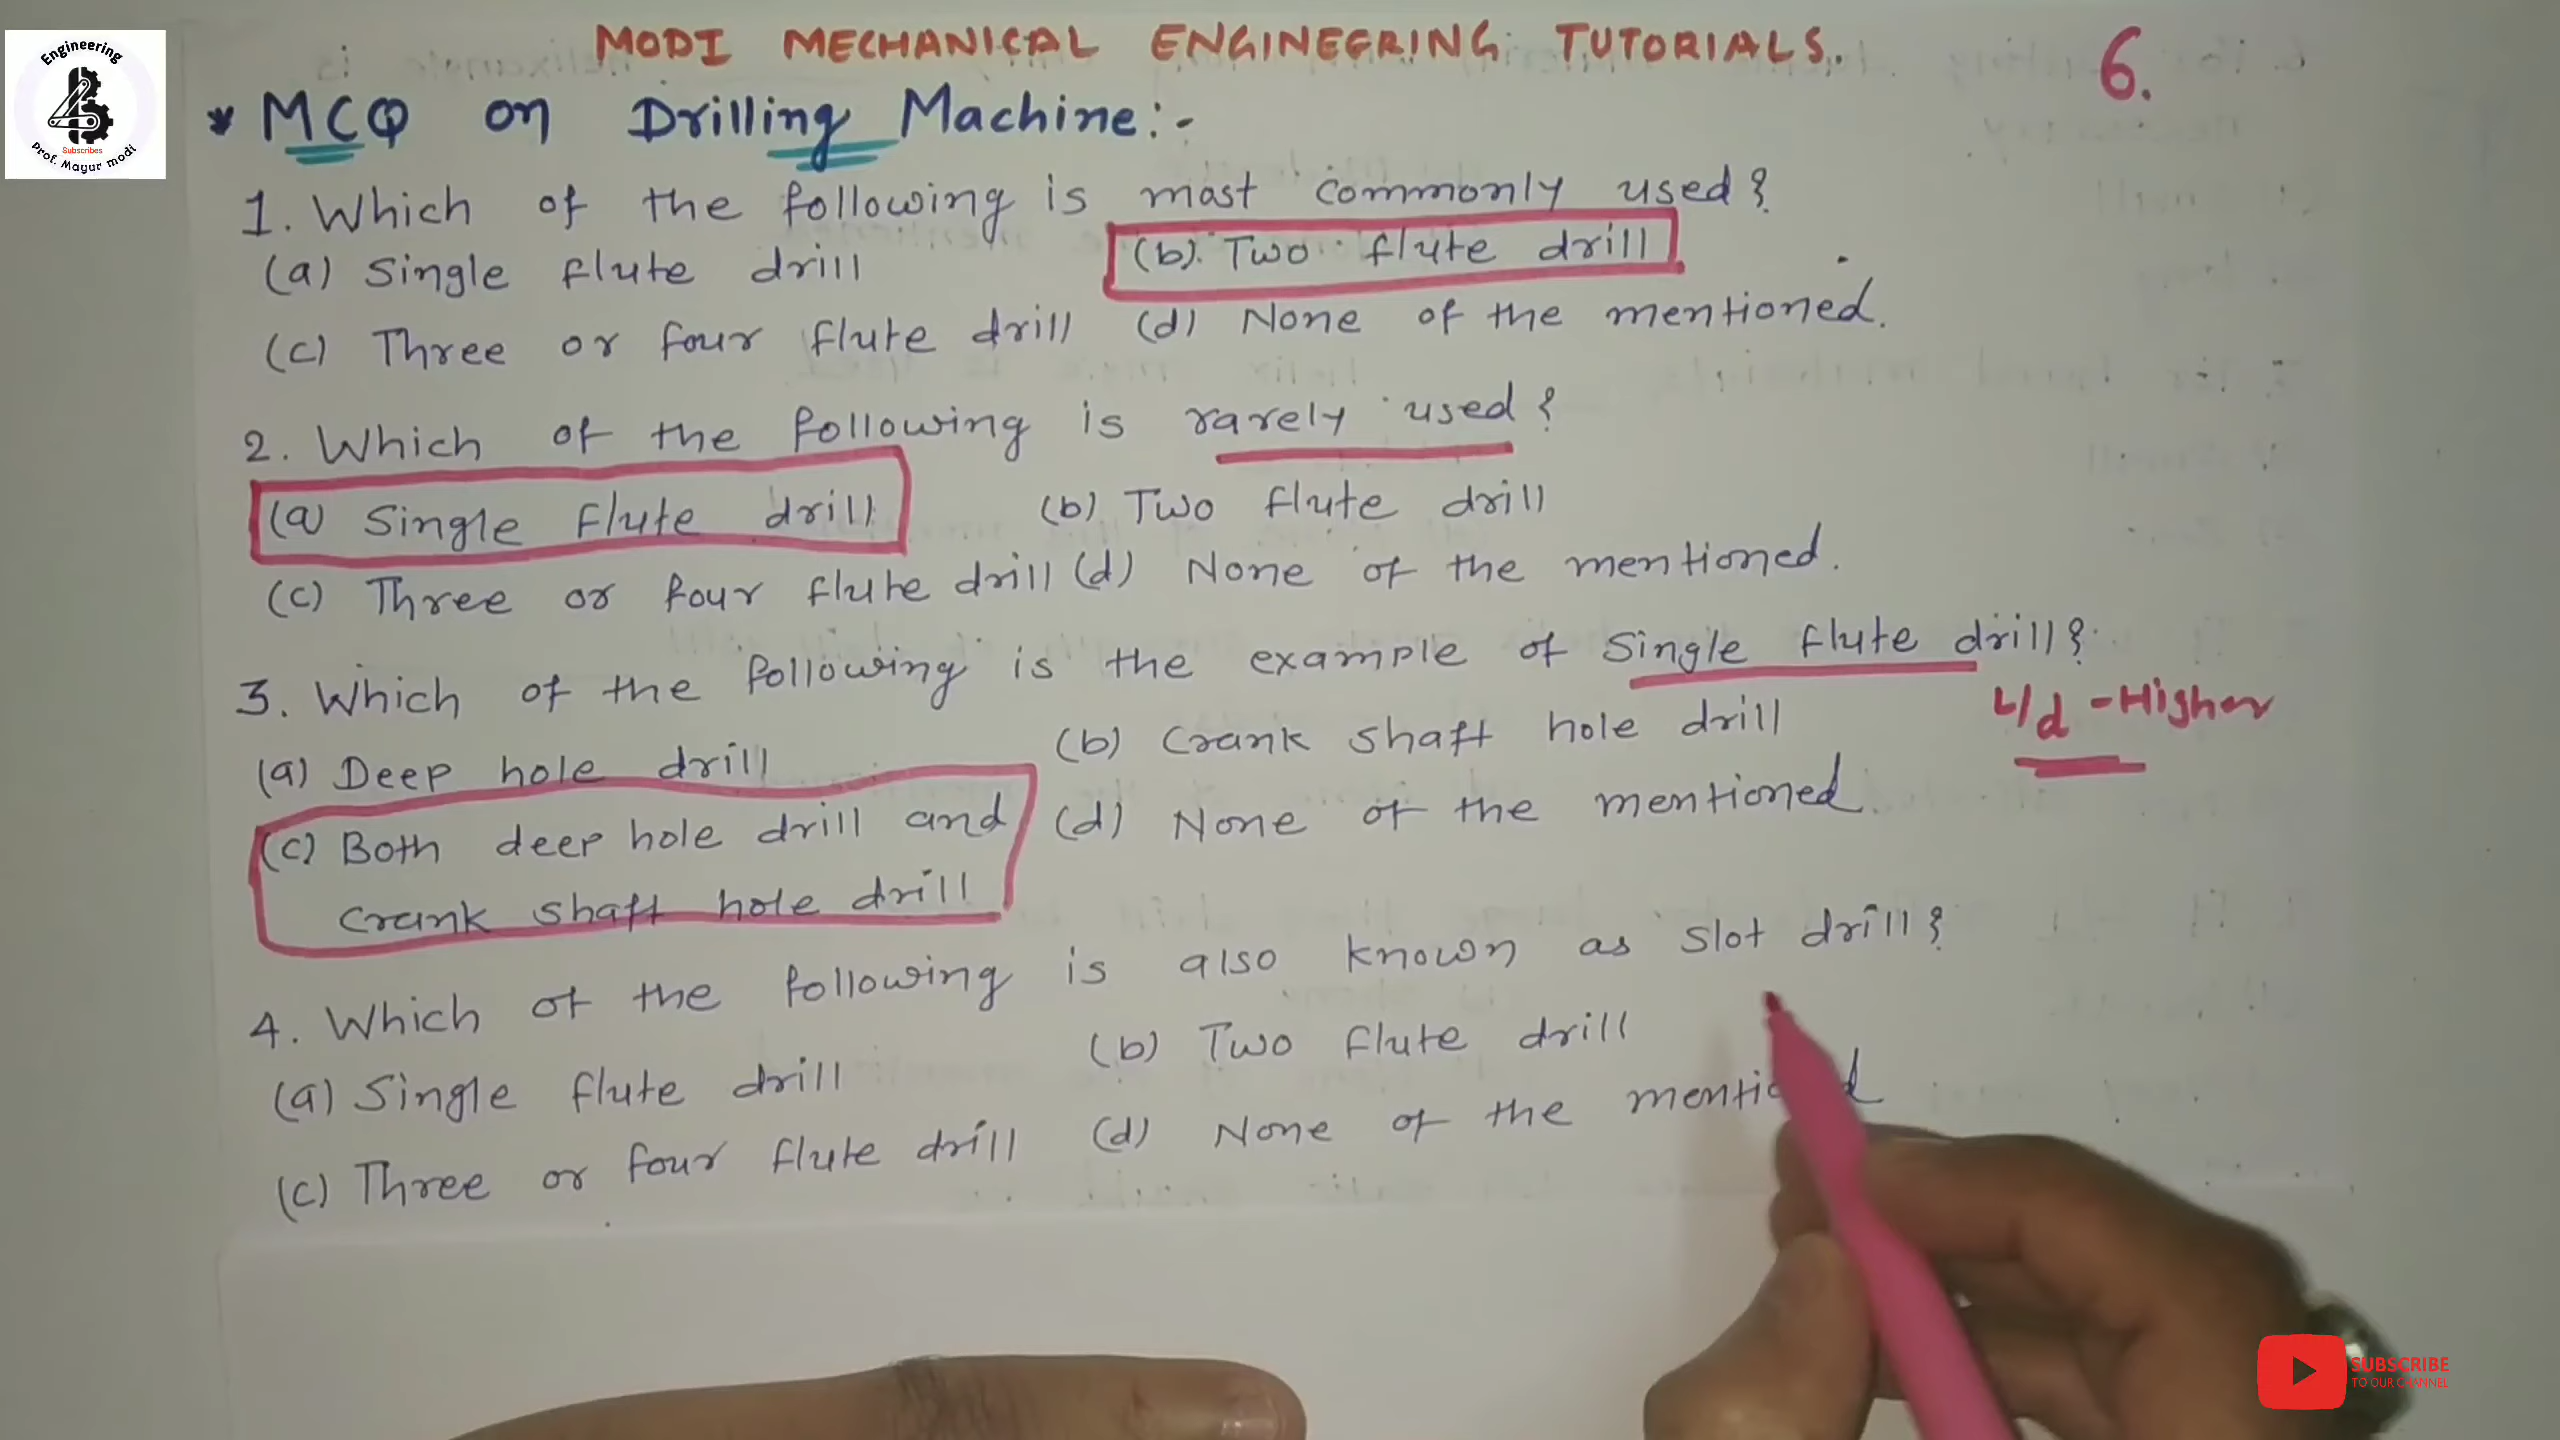 MODI MECHANICAL ENGINEERING TUTORIALS.
6.
Engineering
Subscribes
Prof. Mayur modi
* MCQ on Drilling Machine:-
1. Which of the following is most commonly used?
(a) Single flute drill (b). Two flute drill
(c) Three or four flute drill (d) None of the mentioned.
2. Which of the following is rarely used?
(a) Single flute drill (b) Two flute drill
(c) Three or four flute drill (d) None of the mentioned.
3. Which of the following is the example of Single flute drill?
L/d - Higher
(a) Deep hole drill (b) Crank shaft hole drill
(c) Both deep hole drill and (d) None of the mentioned.
crank shaft hole drill
4. Which of the following is also known as slot drill?
(a) Single flute drill (b) Two flute drill
(c) Three or four flute drill (d) None of the
SUBSCRIBE
TO OUR CHANNEL